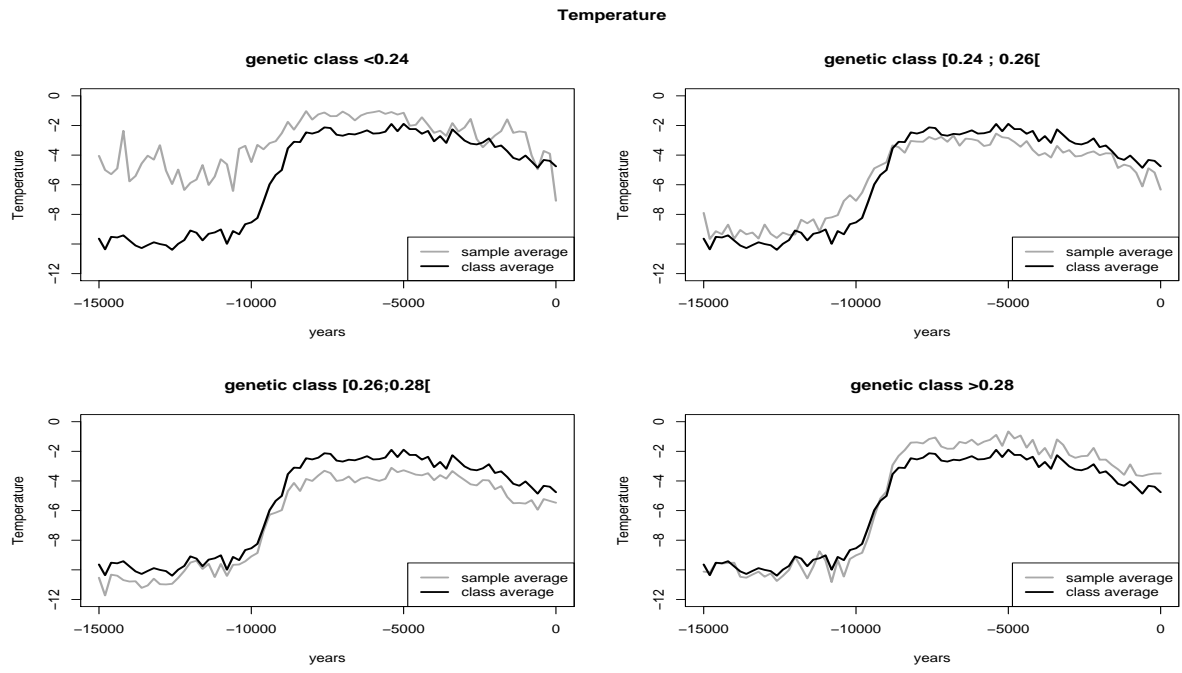 Temperature
genetic class <0.24
Temperature
0
−2
−4
−6
−8
−12
sample average
class average
−15000
−10000
−5000
0
years
genetic class [0.24 ; 0.26[
Temperature
0
−2
−4
−6
−8
−12
sample average
class average
−15000
−10000
−5000
0
years
genetic class [0.26;0.28[
Temperature
0
−2
−4
−6
−8
−12
sample average
class average
−15000
−10000
−5000
0
years
genetic class >0.28
Temperature
0
−2
−4
−6
−8
−12
sample average
class average
−15000
−10000
−5000
0
years